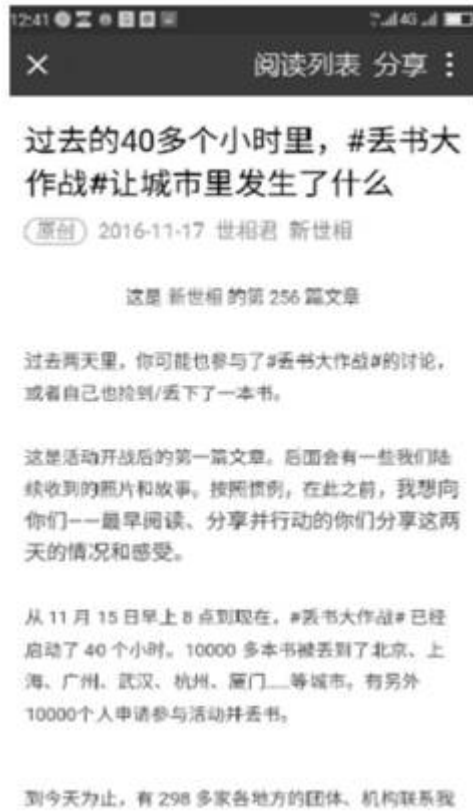 12:41
4G
阅读列表 分享
过去的40多个小时里，#丢书大
作战#让城市里发生了什么
原创 2016-11-17 世相君 新世相
这是 新世相 的第 256 篇文章
过去两天里，你可能也参与了#丢书大作战#的讨论，
或者自己也捡到/丢下了一本书。
这是活动开战后的第一篇文章。后面会有一些我们陆
续收到的照片和故事。按照惯例，在此之前，我想向
你们——最早阅读、分享并行动的你们分享这两
天的情况和感受。
从 11 月 15 日早上 8 点到现在，#丢书大作战# 已经
启动了 40 个小时。10000 多本书被丢到了北京、上
海、广州、武汉、杭州、厦门……等城市。有另外
10000个人申请参与活动并丢书。
到今天为止，有 298 多家各地方的团体、机构联系我